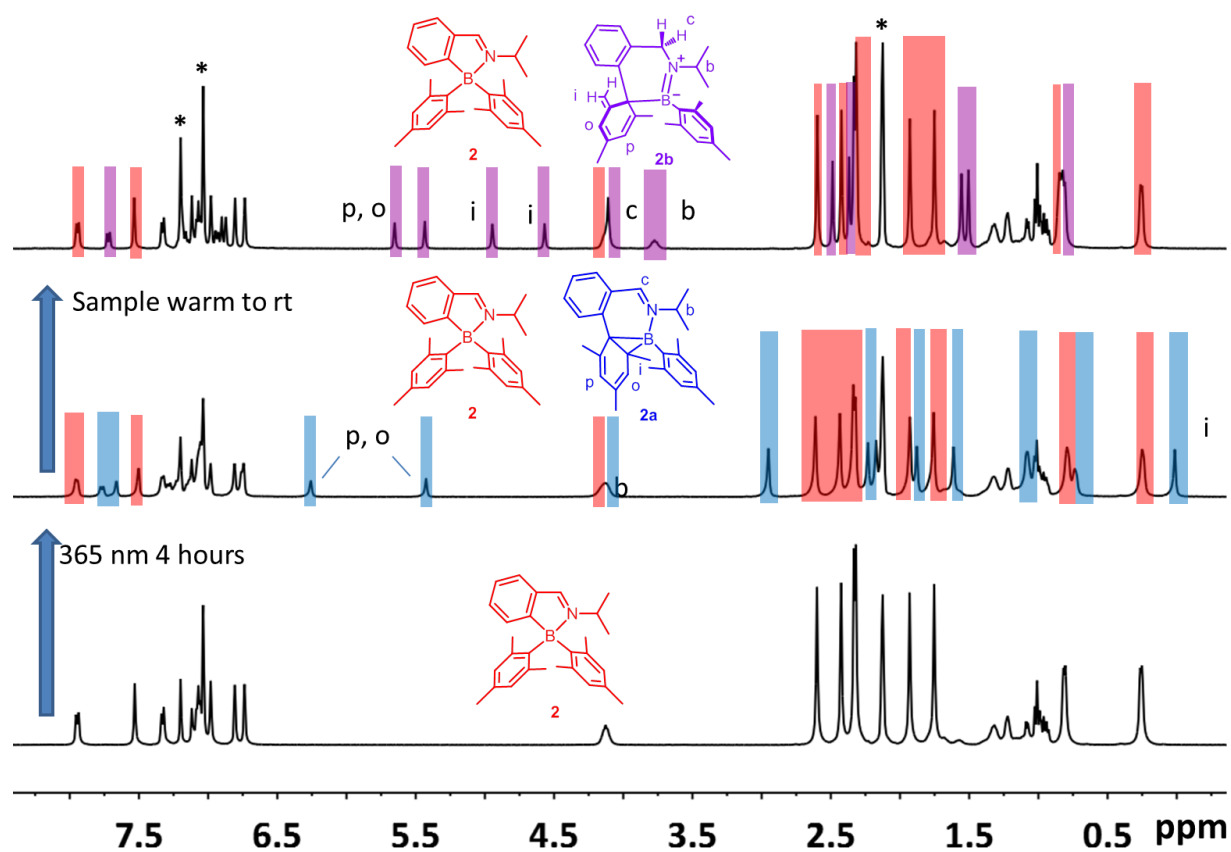 * *
H
H c
N
N⁺ b
B
B⁻
H
i H
o
p
2
2b
*
p, o i i c b
Sample warm to rt
c
N
N b
B
B
p o i
2
2a
p, o
b
i
365 nm 4 hours
N
B
2
7.5 6.5 5.5 4.5 3.5 2.5 1.5 0.5 ppm